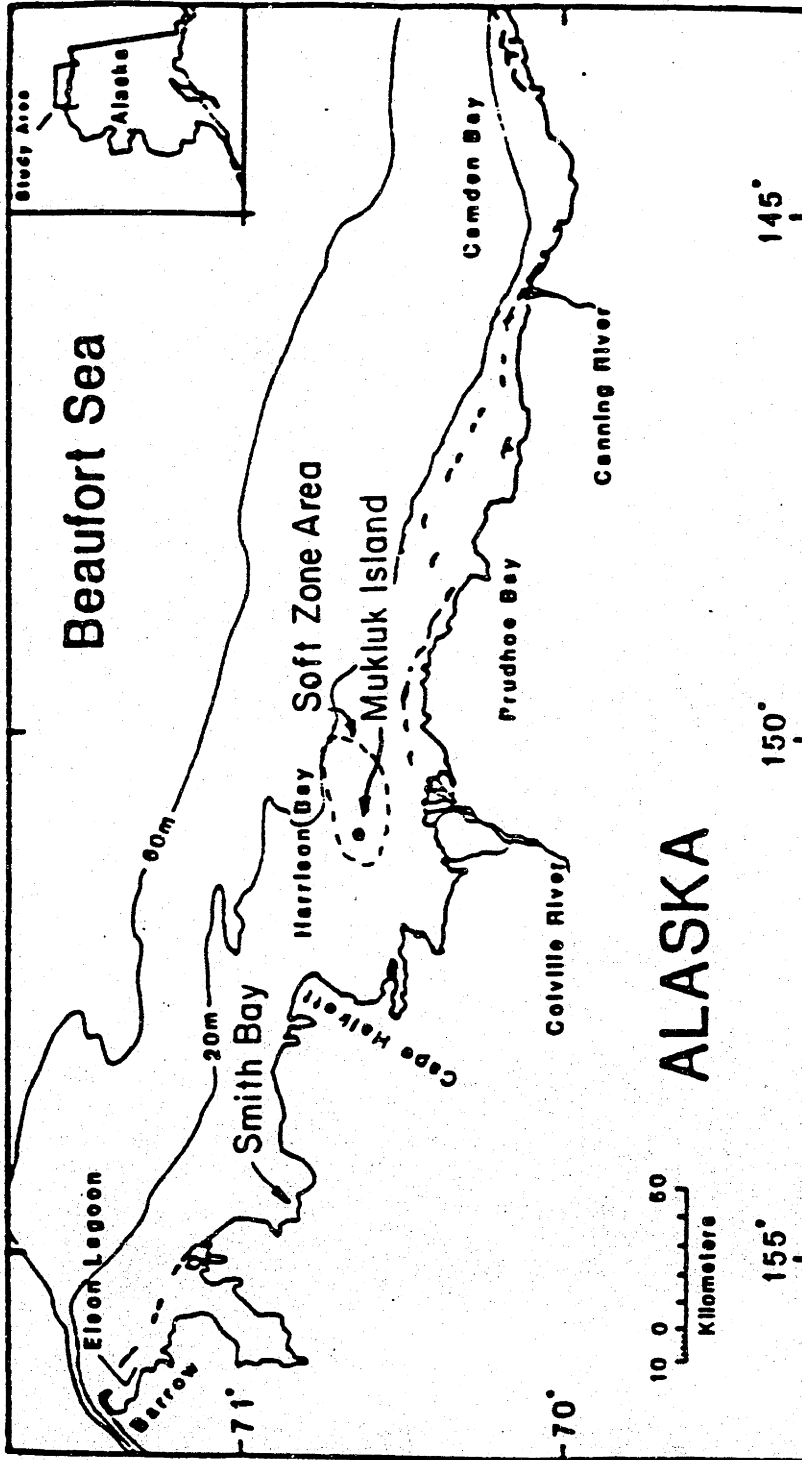 Study Area
Alaska
Beaufort Sea
60m
20m
Elson Lagoon
Barrow
Smith Bay
Cape Halkett
Harrison Bay
Soft Zone Area
Mukluk Island
Camden Bay
Prudhoe Bay
Canning River
Colville River
ALASKA
10 0 50
Kilometers
71°
70°
155°
150°
145°